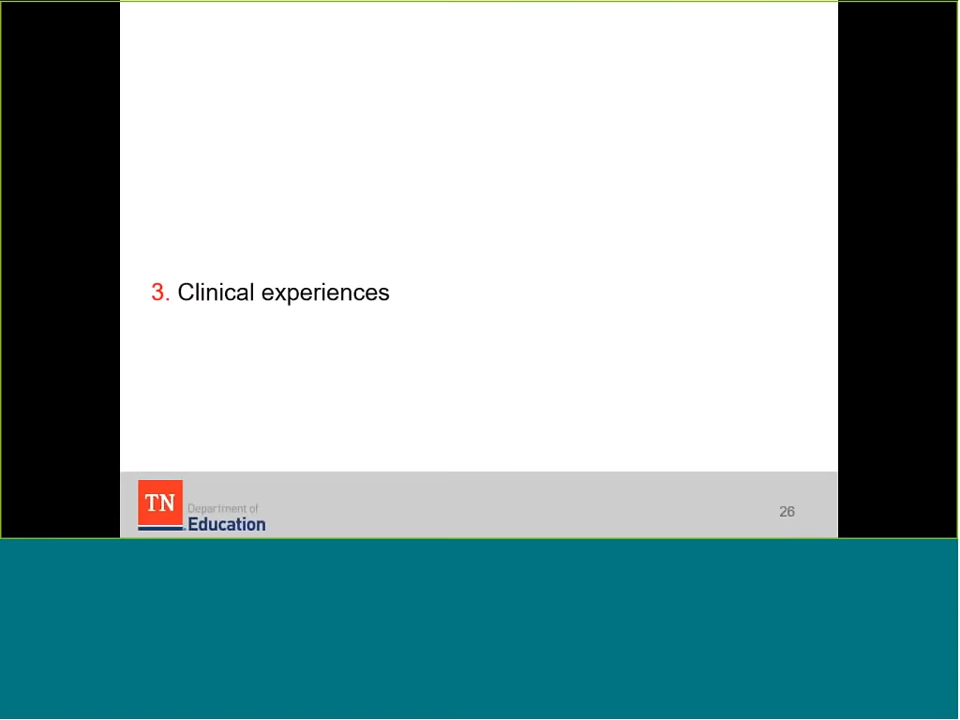 3. Clinical experiences
TN
Department of
Education
26